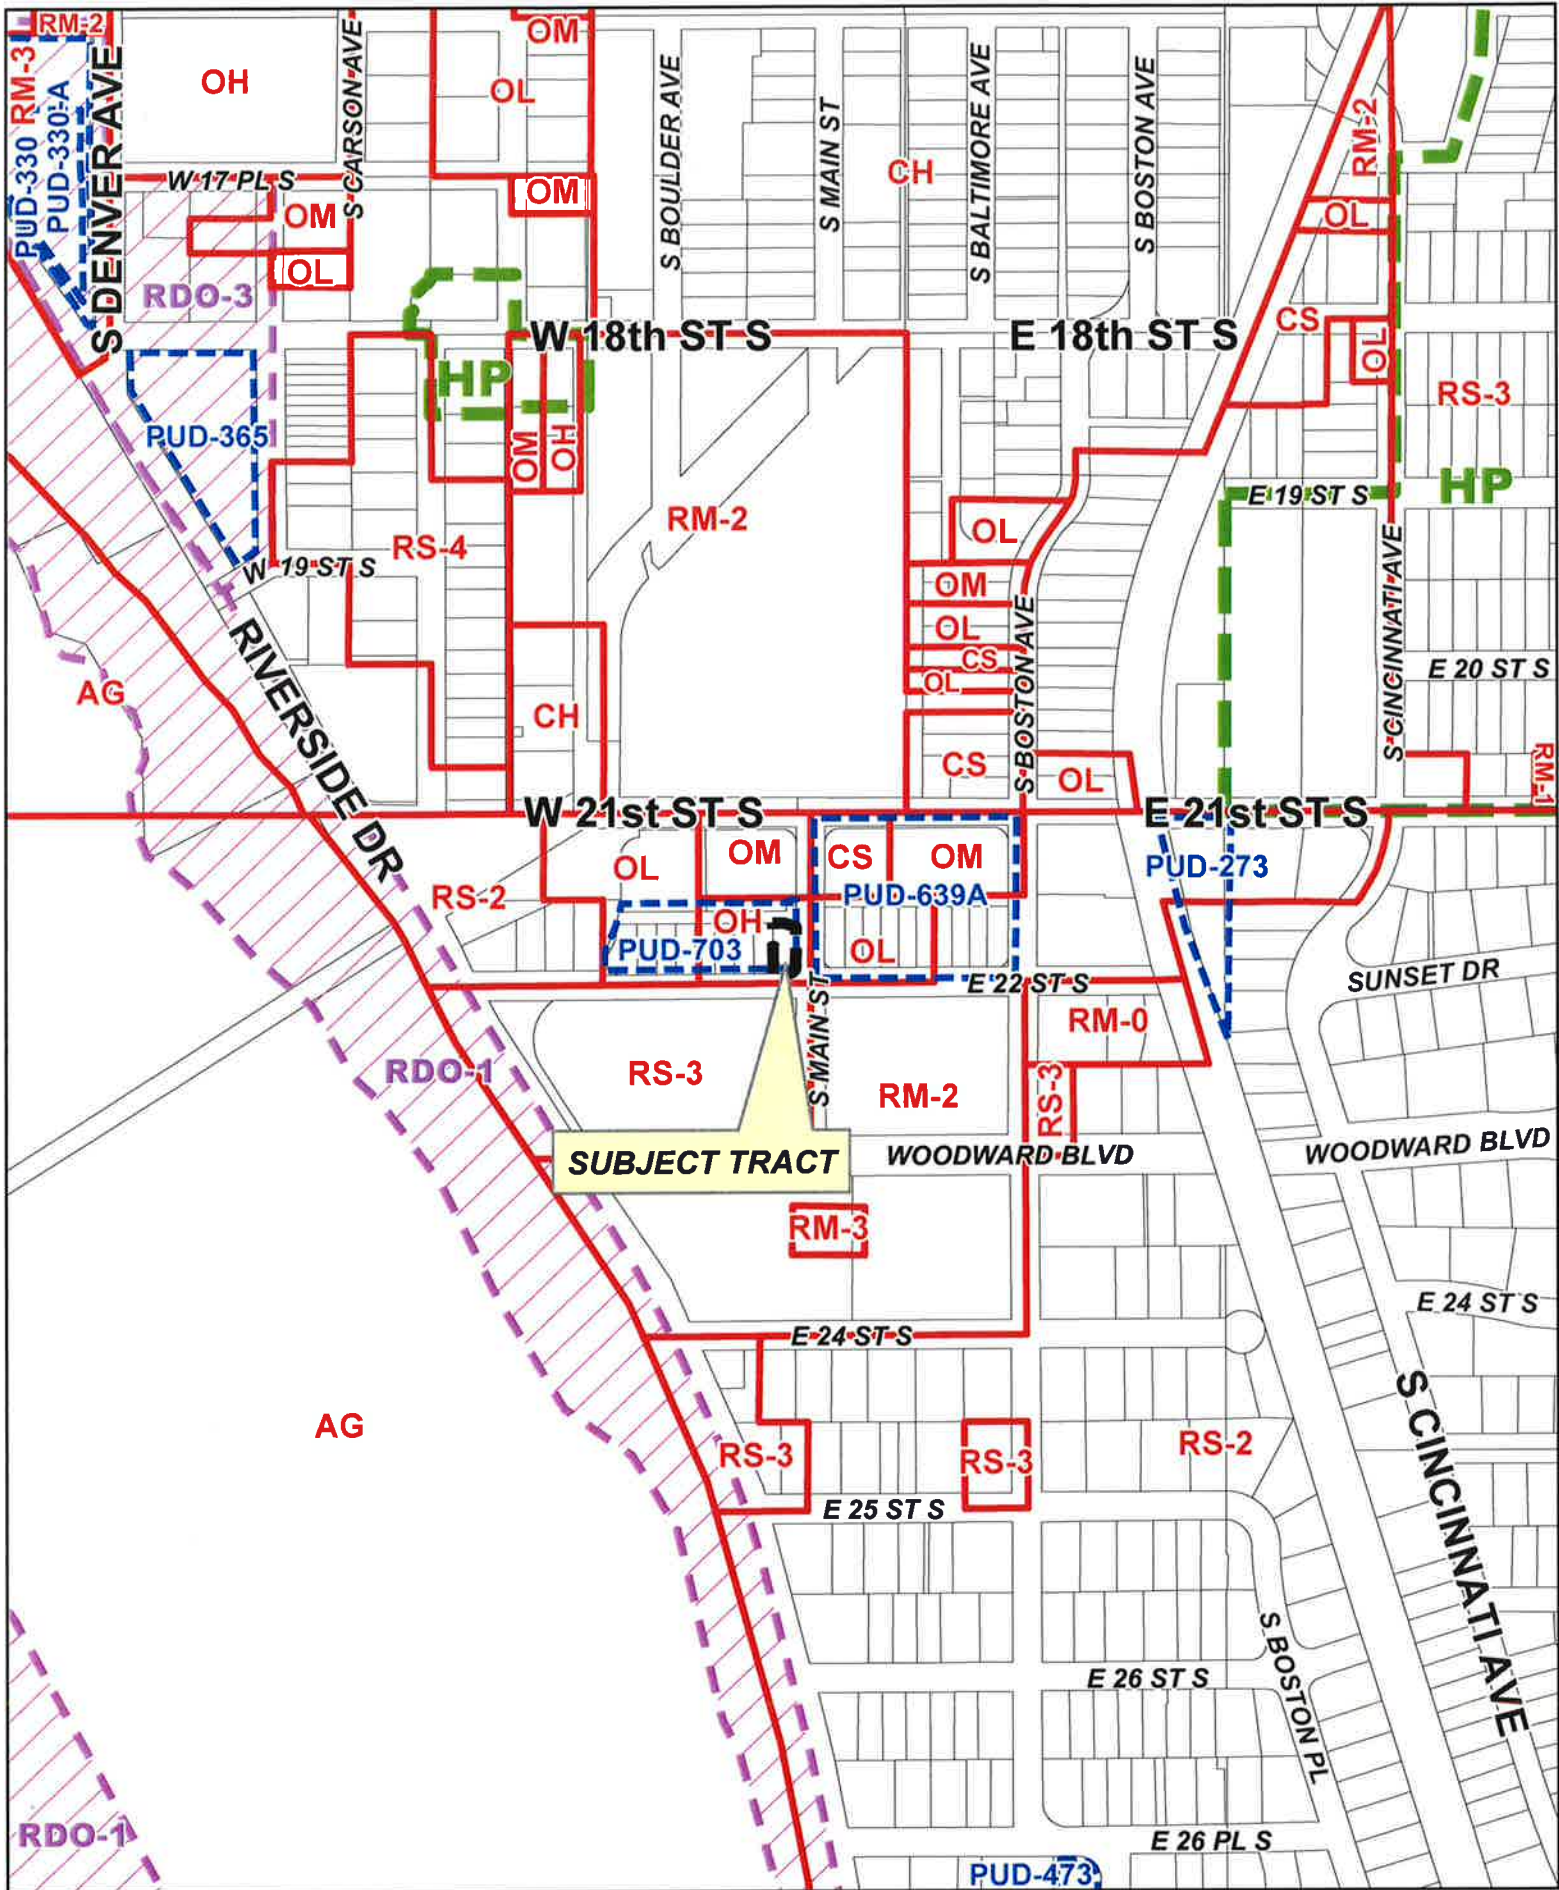 RM-2
RM-3
PUD-330
PUD-330-A
S DENVER AVE
OH
S CARSON AVE
OM
OL
S BOULDER AVE
S MAIN ST
CH
S BALTIMORE AVE
S BOSTON AVE
RM-2
W 17 PL S
OM
OM
OL
OL
RDO-3
W 18th ST S
E 18th ST S
CS
OL
HP
RS-3
PUD-365
OM
OH
HP
E 19 ST S
RM-2
OL
RS-4
W 19 ST S
OM
S CINCINNATI AVE
OL
CS
E 20 ST S
OL
AG
RIVERSIDE DR
S BOSTON AVE
CH
CS
OL
RM-1
W 21st ST S
E 21st ST S
OL
OM
CS
OM
PUD-273
RS-2
PUD-639A
OH
PUD-703
OL
E 22 ST S
SUNSET DR
RM-0
S MAIN ST
RDO-1
RS-3
RM-2
RS-3
WOODWARD BLVD
WOODWARD BLVD
SUBJECT TRACT
RM-3
E 24 ST S
E 24 ST S
AG
RS-3
RS-3
RS-2
S CINCINNATI AVE
E 25 ST S
S BOSTON PL
E 26 ST S
RDO-1
E 26 PL S
PUD-473